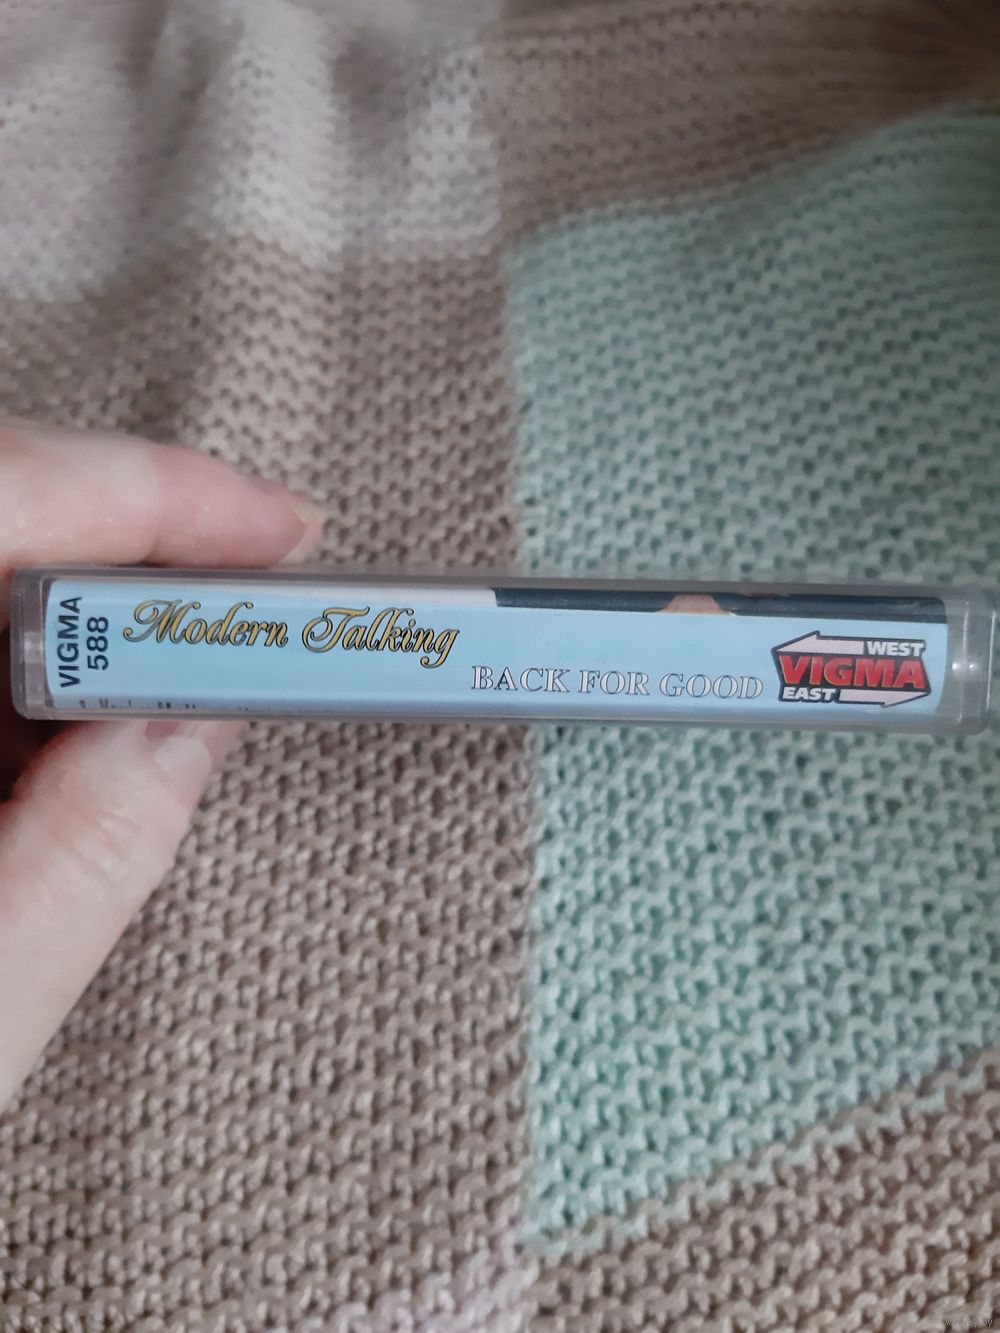 VIGMA
588
Modern Talking
BACK FOR GOOD
WEST
VIGMA
EAST